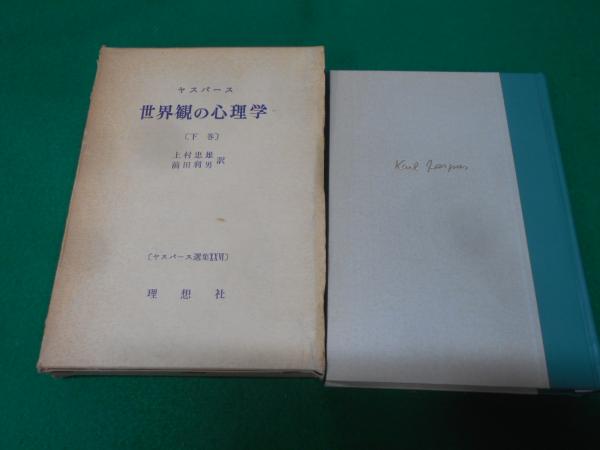 ヤスパース
世界観の心理学
〔下巻〕
上村忠雄
前田利男
訳
〔ヤスパース選集XXVI〕
理想社
Karl Jaspers